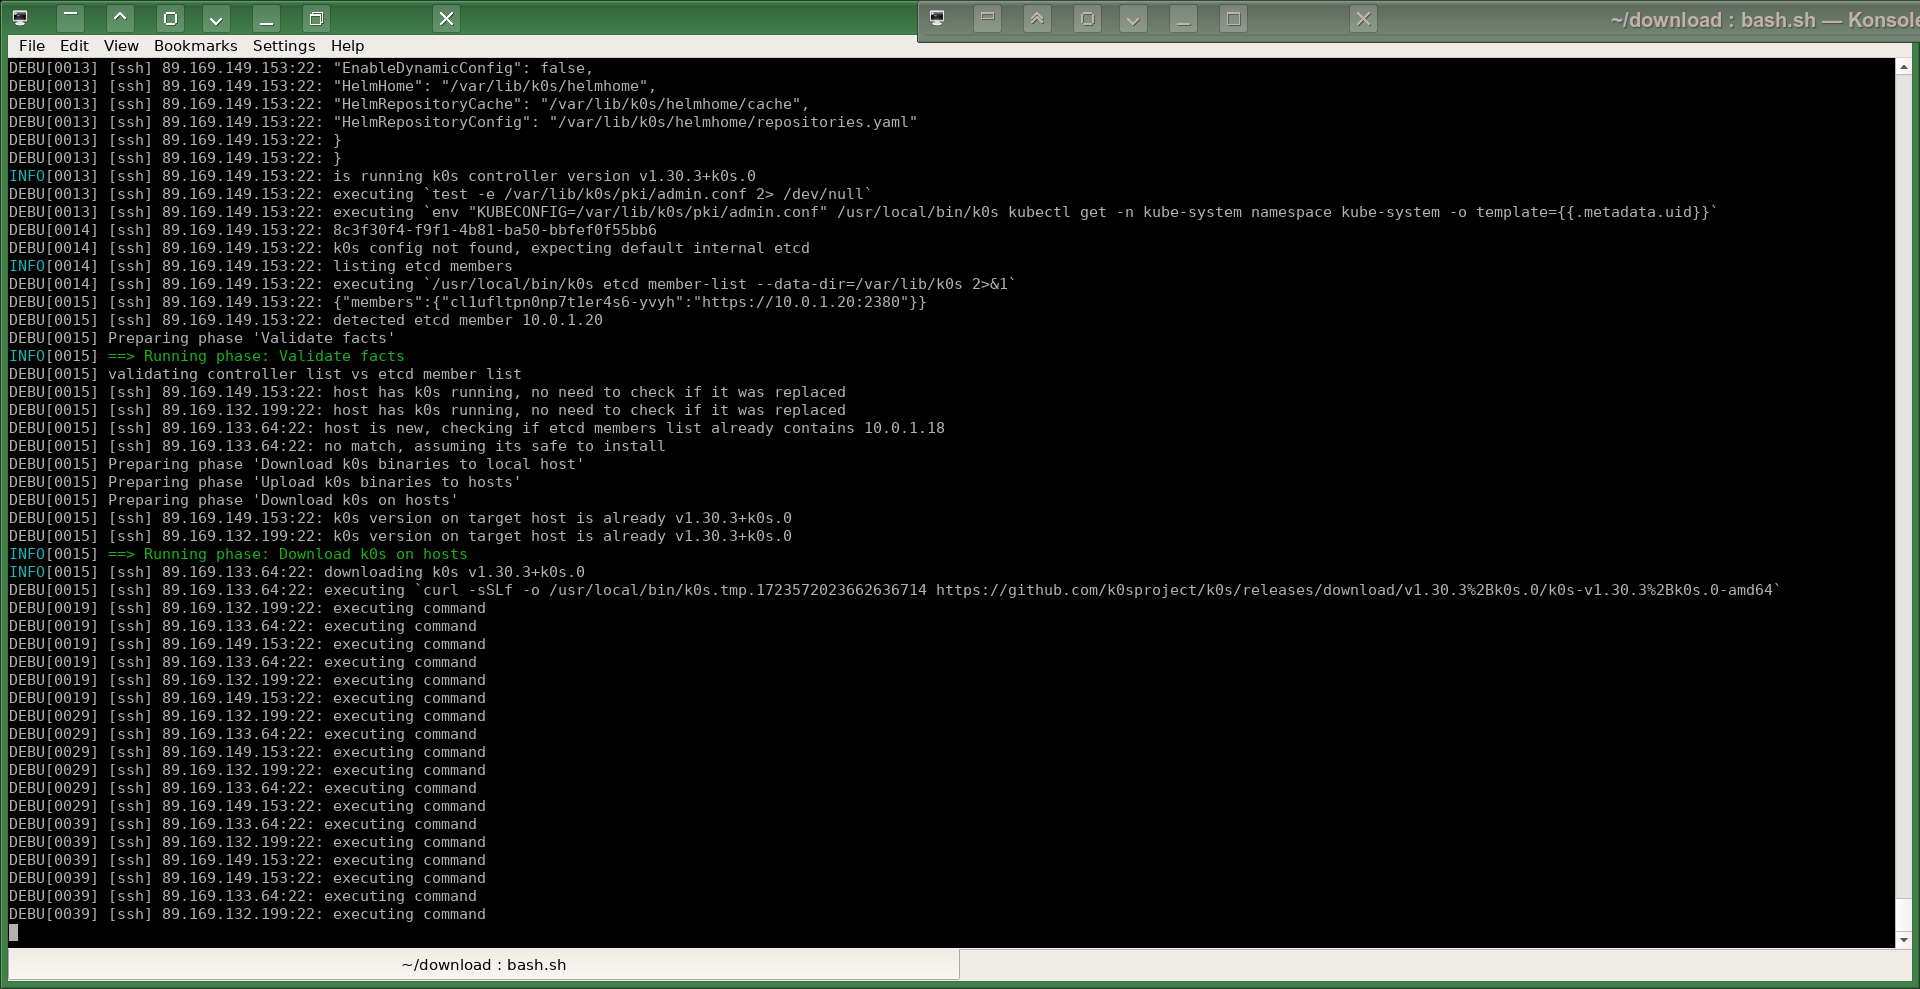 ~/download : bash.sh — Konsole
File Edit View Bookmarks Settings Help
DEBU[0013] [ssh] 89.169.149.153:22: "EnableDynamicConfig": false,
DEBU[0013] [ssh] 89.169.149.153:22: "HelmHome": "/var/lib/k0s/helmhome",
DEBU[0013] [ssh] 89.169.149.153:22: "HelmRepositoryCache": "/var/lib/k0s/helmhome/cache",
DEBU[0013] [ssh] 89.169.149.153:22: "HelmRepositoryConfig": "/var/lib/k0s/helmhome/repositories.yaml"
DEBU[0013] [ssh] 89.169.149.153:22: }
DEBU[0013] [ssh] 89.169.149.153:22: }
INFO[0013] [ssh] 89.169.149.153:22: is running k0s controller version v1.30.3+k0s.0
DEBU[0013] [ssh] 89.169.149.153:22: executing `test -e /var/lib/k0s/pki/admin.conf 2> /dev/null`
DEBU[0013] [ssh] 89.169.149.153:22: executing `env "KUBECONFIG=/var/lib/k0s/pki/admin.conf" /usr/local/bin/k0s kubectl get -n kube-system namespace kube-system -o template={{.metadata.uid}}`
DEBU[0014] [ssh] 89.169.149.153:22: 8c3f30f4-f9f1-4b81-ba50-bbfef0f55bb6
DEBU[0014] [ssh] 89.169.149.153:22: k0s config not found, expecting default internal etcd
INFO[0014] [ssh] 89.169.149.153:22: listing etcd members
DEBU[0014] [ssh] 89.169.149.153:22: executing `/usr/local/bin/k0s etcd member-list --data-dir=/var/lib/k0s 2>&1`
DEBU[0015] [ssh] 89.169.149.153:22: {"members":{"cl1ufltpn0np7t1er4s6-yvyh":"https://10.0.1.20:2380"}}
DEBU[0015] [ssh] 89.169.149.153:22: detected etcd member 10.0.1.20
DEBU[0015] Preparing phase 'Validate facts'
INFO[0015] ==> Running phase: Validate facts
DEBU[0015] validating controller list vs etcd member list
DEBU[0015] [ssh] 89.169.149.153:22: host has k0s running, no need to check if it was replaced
DEBU[0015] [ssh] 89.169.132.199:22: host has k0s running, no need to check if it was replaced
DEBU[0015] [ssh] 89.169.133.64:22: host is new, checking if etcd members list already contains 10.0.1.18
DEBU[0015] [ssh] 89.169.133.64:22: no match, assuming its safe to install
DEBU[0015] Preparing phase 'Download k0s binaries to local host'
DEBU[0015] Preparing phase 'Upload k0s binaries to hosts'
DEBU[0015] Preparing phase 'Download k0s on hosts'
DEBU[0015] [ssh] 89.169.149.153:22: k0s version on target host is already v1.30.3+k0s.0
DEBU[0015] [ssh] 89.169.132.199:22: k0s version on target host is already v1.30.3+k0s.0
INFO[0015] ==> Running phase: Download k0s on hosts
INFO[0015] [ssh] 89.169.133.64:22: downloading k0s v1.30.3+k0s.0
DEBU[0015] [ssh] 89.169.133.64:22: executing `curl -sSLf -o /usr/local/bin/k0s.tmp.1723572023662636714 https://github.com/k0sproject/k0s/releases/download/v1.30.3%2Bk0s.0/k0s-v1.30.3%2Bk0s.0-amd64`
DEBU[0019] [ssh] 89.169.132.199:22: executing command
DEBU[0019] [ssh] 89.169.133.64:22: executing command
DEBU[0019] [ssh] 89.169.149.153:22: executing command
DEBU[0019] [ssh] 89.169.133.64:22: executing command
DEBU[0019] [ssh] 89.169.132.199:22: executing command
DEBU[0019] [ssh] 89.169.149.153:22: executing command
DEBU[0029] [ssh] 89.169.132.199:22: executing command
DEBU[0029] [ssh] 89.169.133.64:22: executing command
DEBU[0029] [ssh] 89.169.149.153:22: executing command
DEBU[0029] [ssh] 89.169.132.199:22: executing command
DEBU[0029] [ssh] 89.169.133.64:22: executing command
DEBU[0029] [ssh] 89.169.149.153:22: executing command
DEBU[0039] [ssh] 89.169.133.64:22: executing command
DEBU[0039] [ssh] 89.169.132.199:22: executing command
DEBU[0039] [ssh] 89.169.149.153:22: executing command
DEBU[0039] [ssh] 89.169.149.153:22: executing command
DEBU[0039] [ssh] 89.169.133.64:22: executing command
DEBU[0039] [ssh] 89.169.132.199:22: executing command
~/download : bash.sh